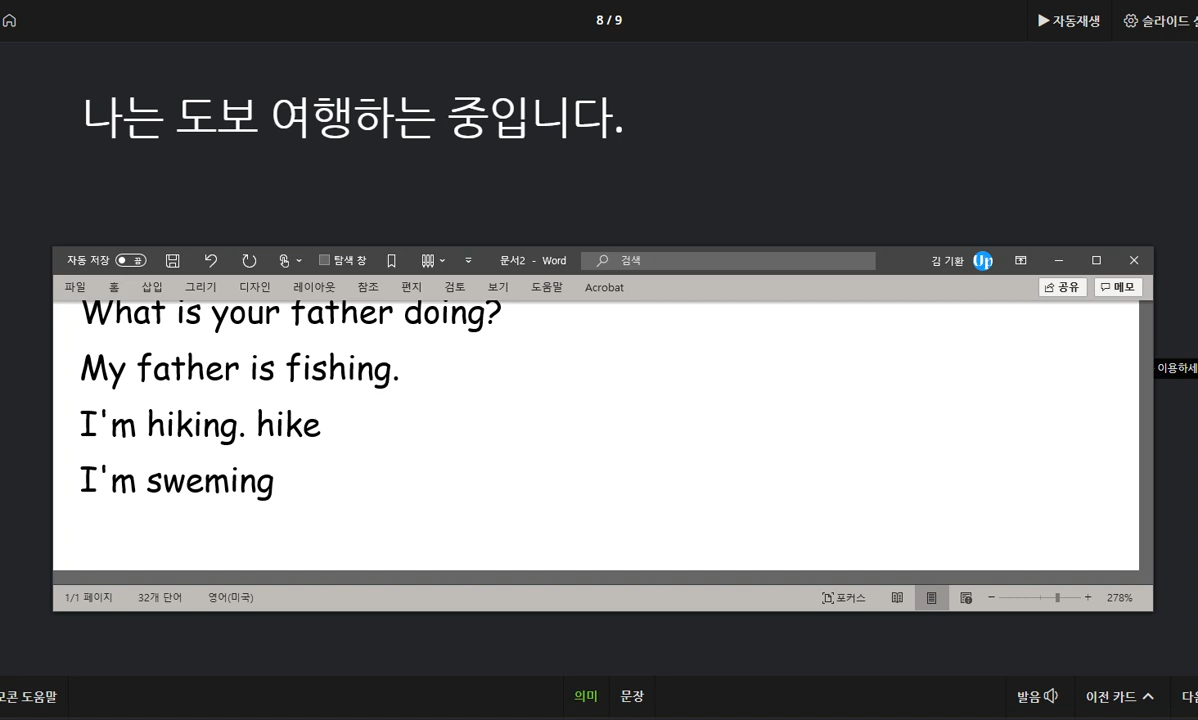 8 / 9
자동재생
슬라이드
나는 도보 여행하는 중입니다.
자동 저장 끔 탐색 창 문서2 - Word 검색 김 기환 Up
파일 홈 삽입 그리기 디자인 레이아웃 참조 편지 검토 보기 도움말 Acrobat 공유 메모
What is your father doing?
My father is fishing.
이용하세
I'm hiking. hike
I'm sweming
1/1 페이지 32개 단어 영어(미국) 포커스 278%
도움말 의미 문장 발음 이전 카드